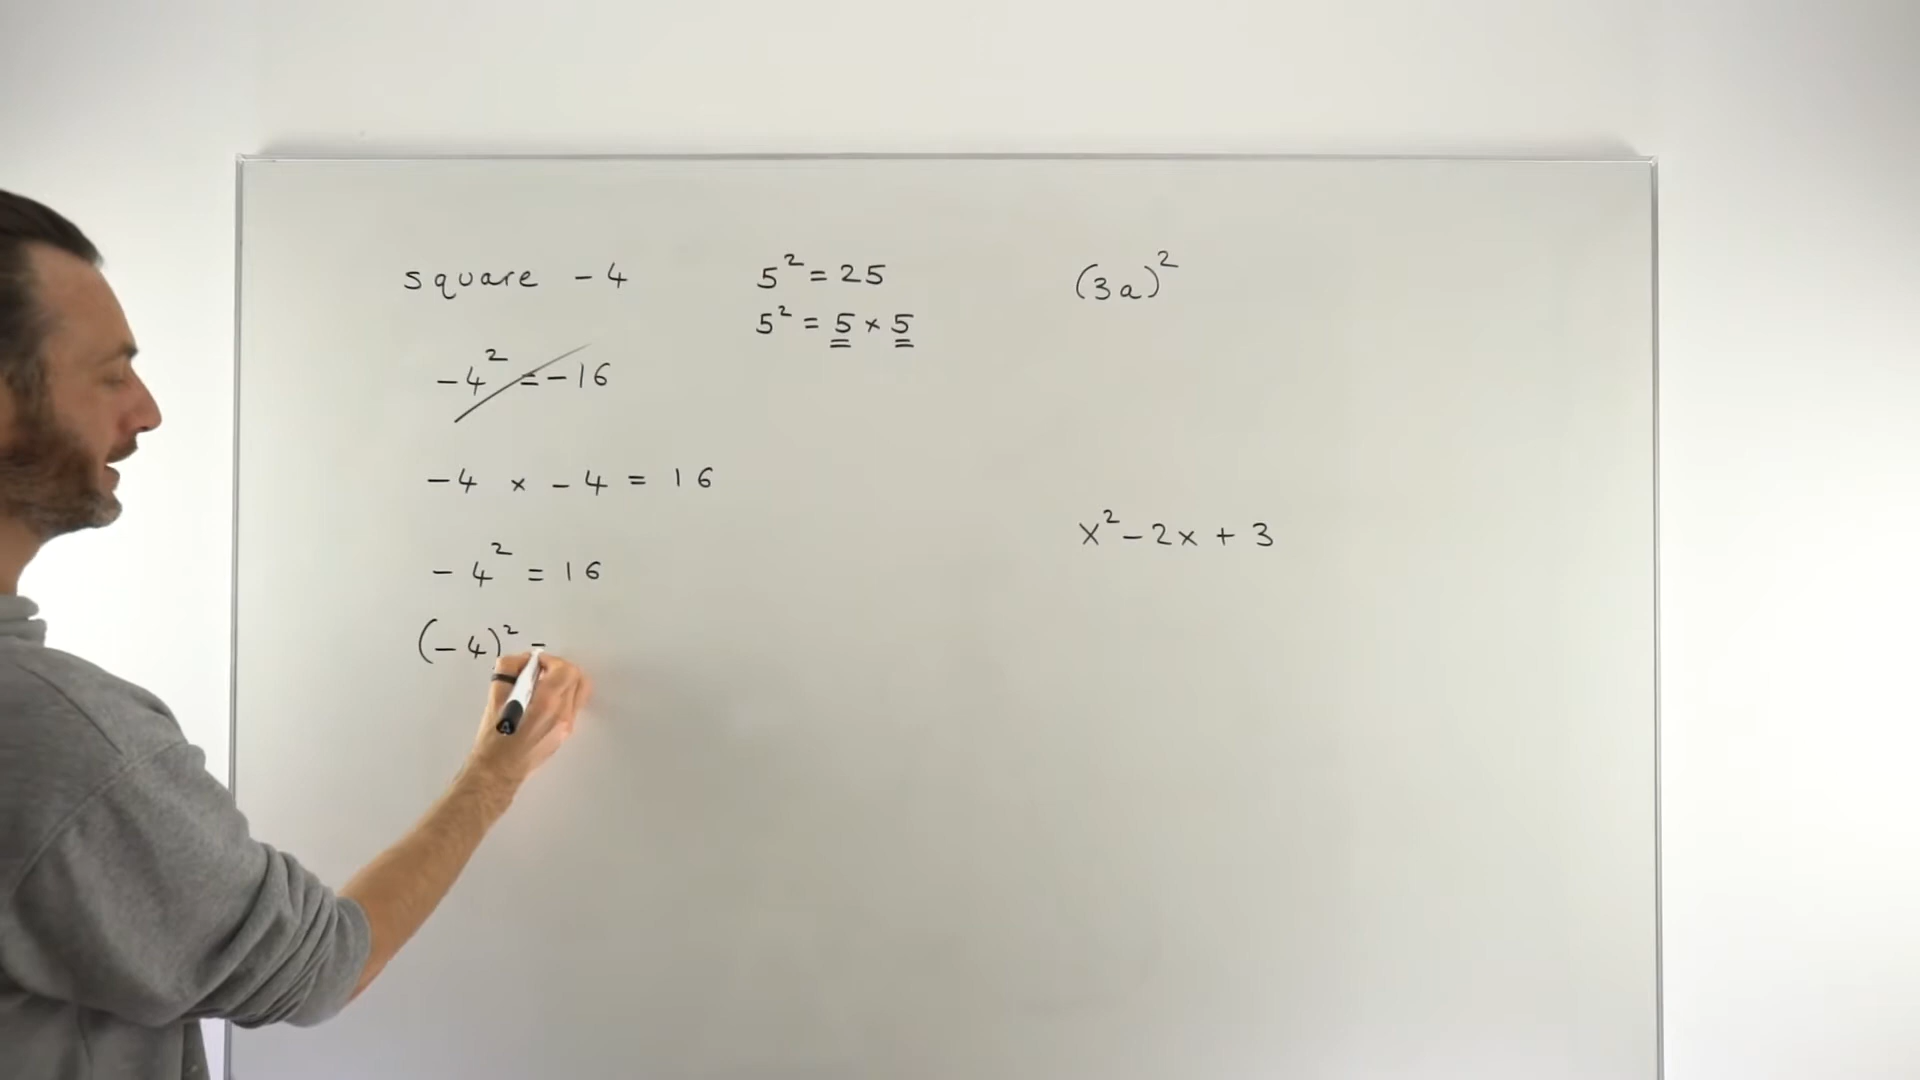 square -4
-4² = -16
-4 × -4 = 16
-4² = 16
(-4)² =
5² = 25
5² = 5 × 5
(3a)²
x² - 2x + 3